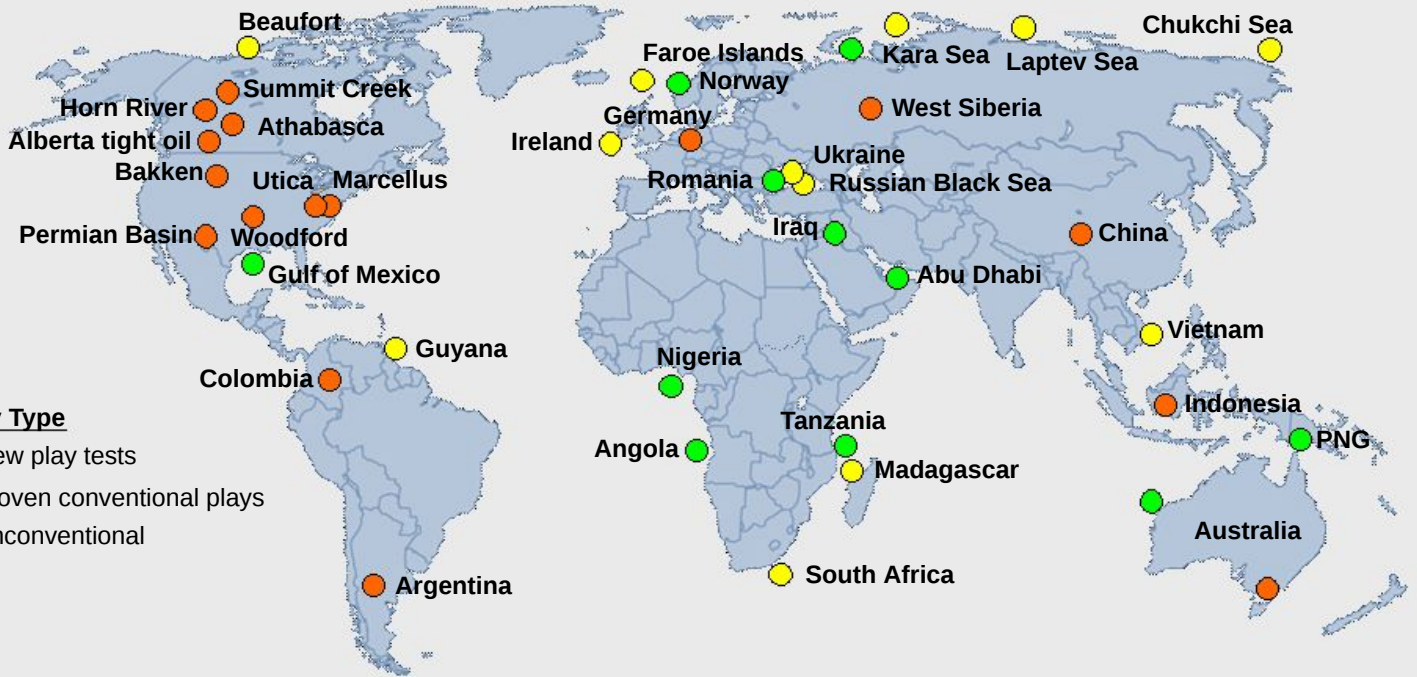 Beaufort
Chukchi Sea
Faroe Islands
Kara Sea
Laptev Sea
Summit Creek
Norway
Horn River
West Siberia
Germany
Athabasca
Alberta tight oil
Ireland
Ukraine
Bakken
Utica
Marcellus
Romania
Russian Black Sea
Iraq
Permian Basin
Woodford
China
Gulf of Mexico
Abu Dhabi
Vietnam
Guyana
Nigeria
Colombia
Indonesia
Type
Tanzania
PNG
play tests
Angola
Madagascar
conventional plays
Australia
South Africa
Argentina